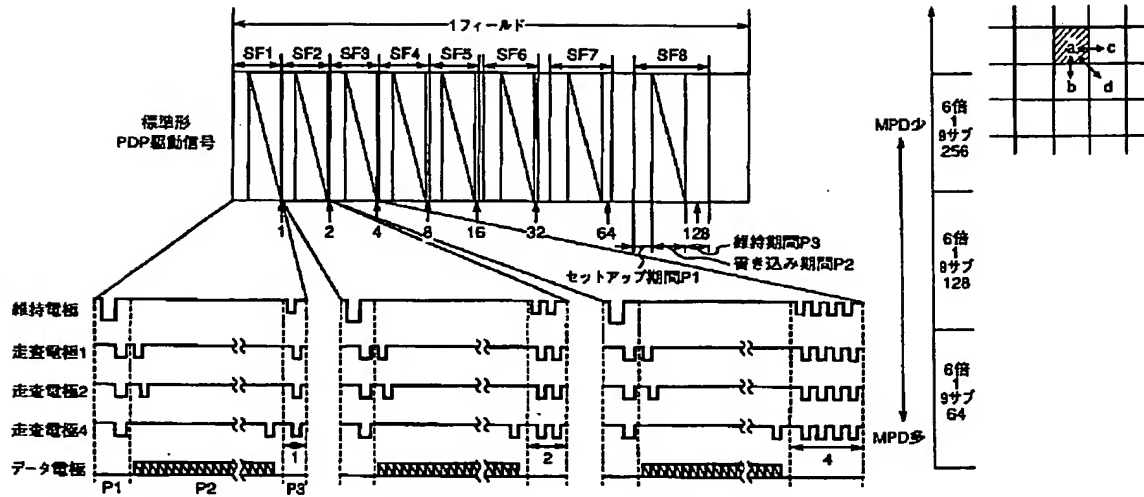 1フィールド
SF1 SF2 SF3 SF4 SF5 SF6 SF7 SF8
標準形
PDP駆動信号
1 2 4 8 16 32 64 128
維持期間P3
書き込み期間P2
セットアップ期間P1
維持電極
走査電極1
走査電極2
走査電極4
データ電極
1 2 4
P1 P2 P3
MPD少
MPD多
6倍
1
9サブ
256
6倍
1
9サブ
128
6倍
1
9サブ
64
a c
b d